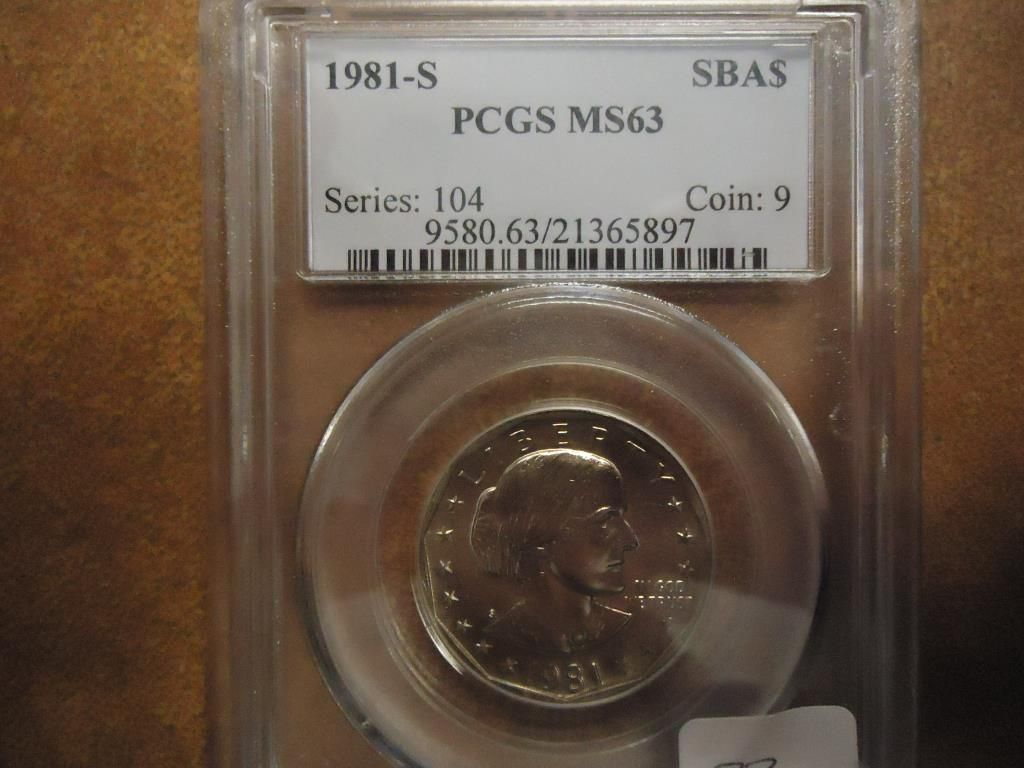 1981-S SBA$
PCGS MS63
Series: 104 Coin: 9
9580.63/21365897
LIBERTY
S
1981